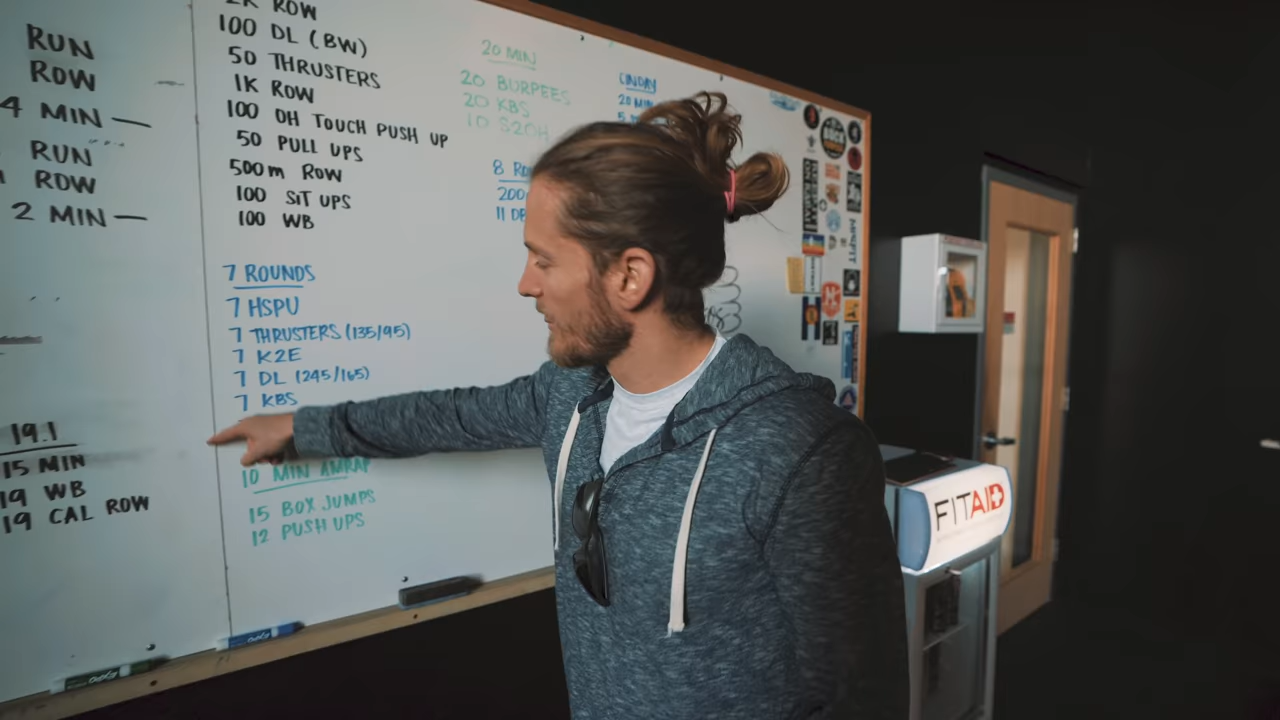 RUN
ROW
4 MIN —
RUN
ROW
2 MIN —
19.1
15 MIN
19 WB
19 CAL ROW
2K ROW
100 DL (BW)
50 THRUSTERS
1K ROW
100 OH TOUCH PUSH UP
50 PULL UPS
500m ROW
100 SIT UPS
100 WB
7 ROUNDS
7 HSPU
7 THRUSTERS (135/95)
7 K2E
7 DL (245/165)
7 KBS
10 MIN AMRAP
15 BOX JUMPS
12 PUSH UPS
20 MIN
20 BURPEES
20 KBS
10 S2OH
8
200
11 DB
CINDY
20 MIN
5
FITAID